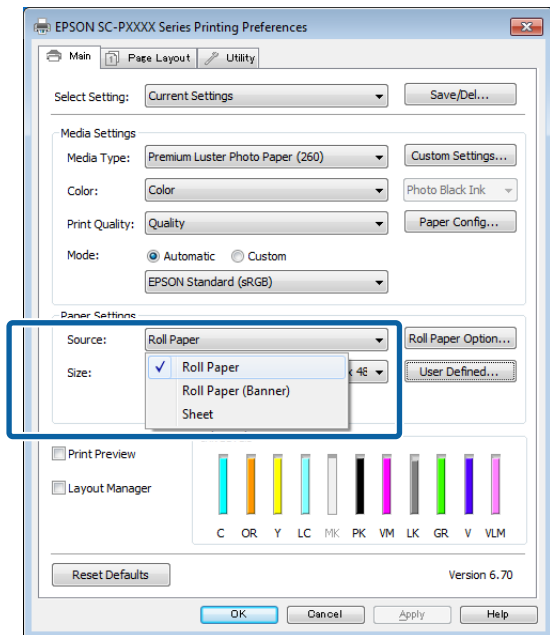 EPSON SC-PXXXX Series Printing Preferences
Main Page Layout Utility
Select Setting: Current Settings Save/Del...
Media Settings
Media Type: Premium Luster Photo Paper (260) Custom Settings...
Color: Color Photo Black Ink
Print Quality: Quality Paper Config...
Mode: Automatic Custom
EPSON Standard (sRGB)
Paper Settings
Source: Roll Paper Roll Paper Option...
Roll Paper
Size: x 48 User Defined...
Roll Paper (Banner)
Sheet
Print Preview
Layout Manager
C OR Y LC MK PK VM LK GR V VLM
Reset Defaults Version 6.70
OK Cancel Apply Help